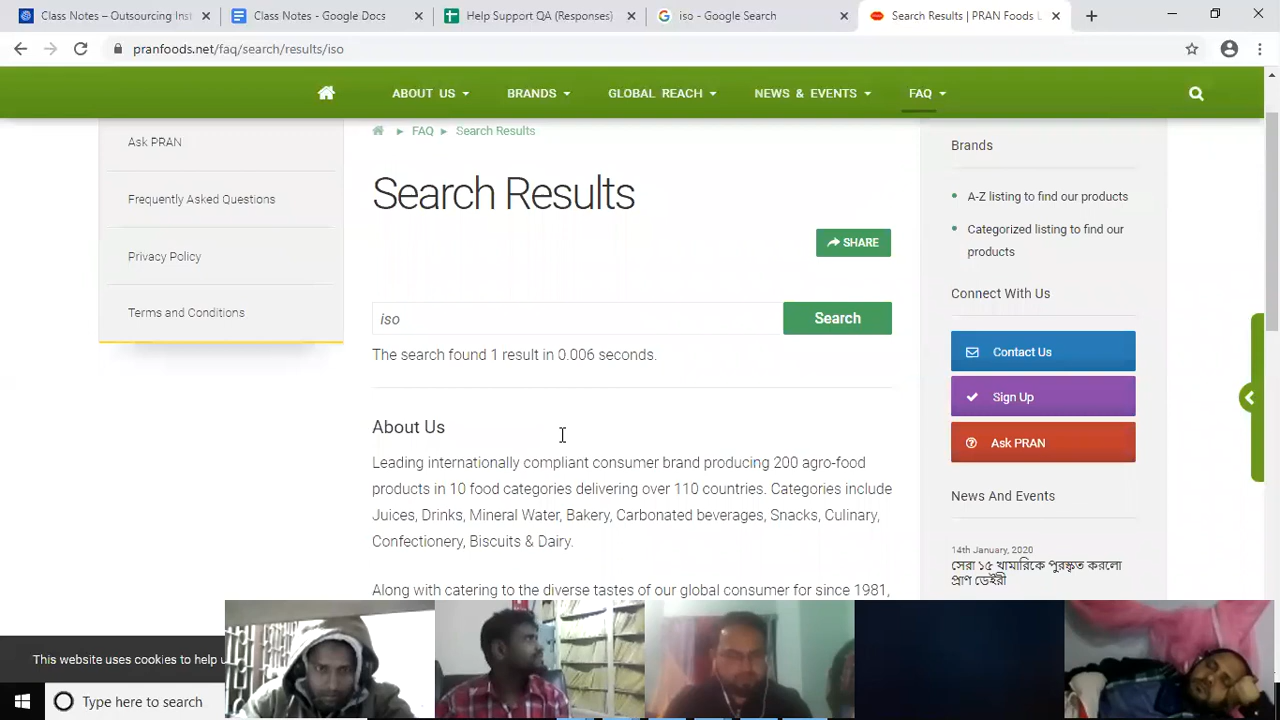 Class Notes – Outsourcing Ins
Class Notes - Google Docs
Help Support QA (Responses)
iso - Google Search
Search Results | PRAN Foods L
pranfoods.net/faq/search/results/iso
ABOUT US
BRANDS
GLOBAL REACH
NEWS & EVENTS
FAQ
Ask PRAN
Frequently Asked Questions
Privacy Policy
Terms and Conditions
FAQ
Search Results
Search Results
SHARE
iso
Search
The search found 1 result in 0.006 seconds.
About Us
Leading internationally compliant consumer brand producing 200 agro-food
products in 10 food categories delivering over 110 countries. Categories include
Juices, Drinks, Mineral Water, Bakery, Carbonated beverages, Snacks, Culinary,
Confectionery, Biscuits & Dairy.
Along with catering to the diverse tastes of our global consumer for since 1981,
Brands
A-Z listing to find our products
Categorized listing to find our
products
Connect With Us
Contact Us
Sign Up
Ask PRAN
News And Events
14th January, 2020
সেরা ১৫ খামারিকে পুরস্কৃত করলো
প্রাণ ডেইরী
This website uses cookies to help u
Type here to search